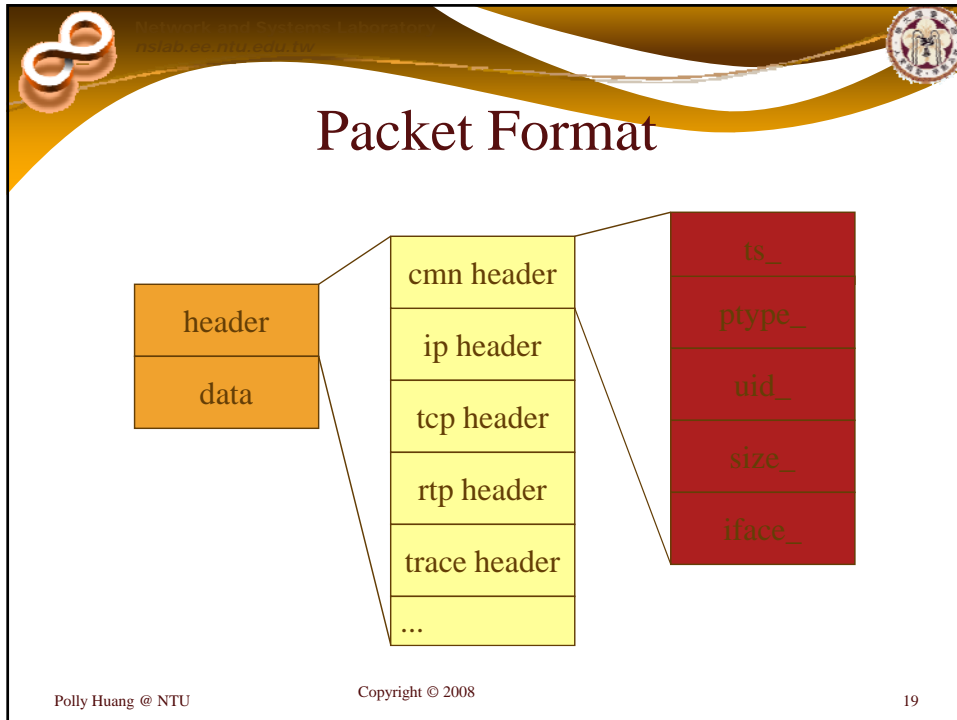 Network and Systems Laboratory
nslab.ee.ntu.edu.tw
Packet Format
header
data
cmn header
ip header
tcp header
rtp header
trace header
...
ts_
ptype_
uid_
size_
iface_
Polly Huang @ NTU
Copyright © 2008
19